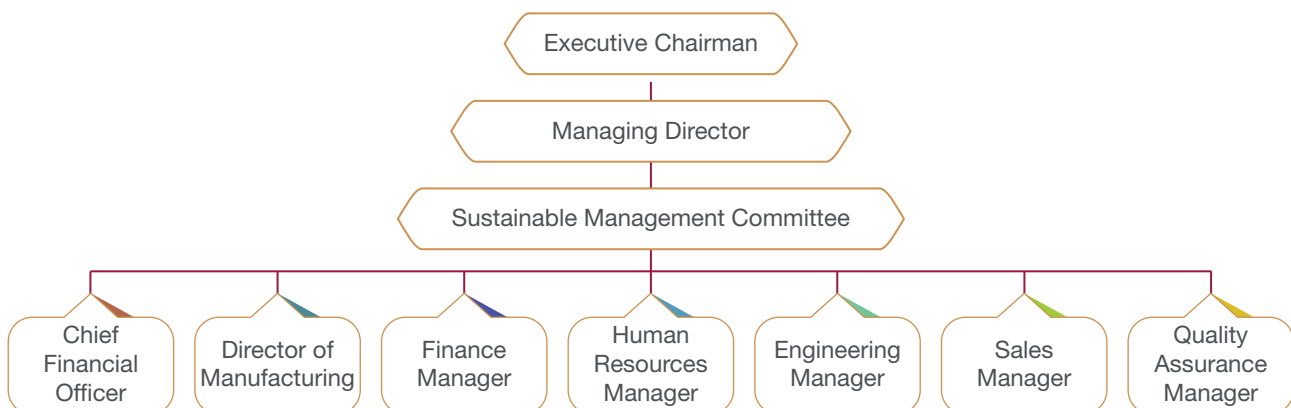 Executive Chairman
Managing Director
Sustainable Management Committee
Chief
Financial
Officer
Director of
Manufacturing
Finance
Manager
Human
Resources
Manager
Engineering
Manager
Sales
Manager
Quality
Assurance
Manager